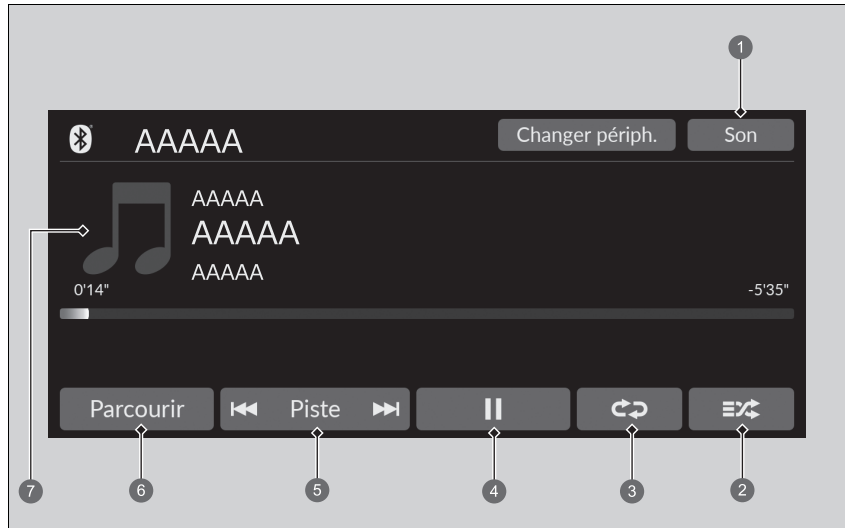 1
AAAAA
Changer périph.
Son
AAAAA
AAAAA
AAAAA
7
0'14"
-5'35"
Parcourir
Piste
7
6
5
4
3
2